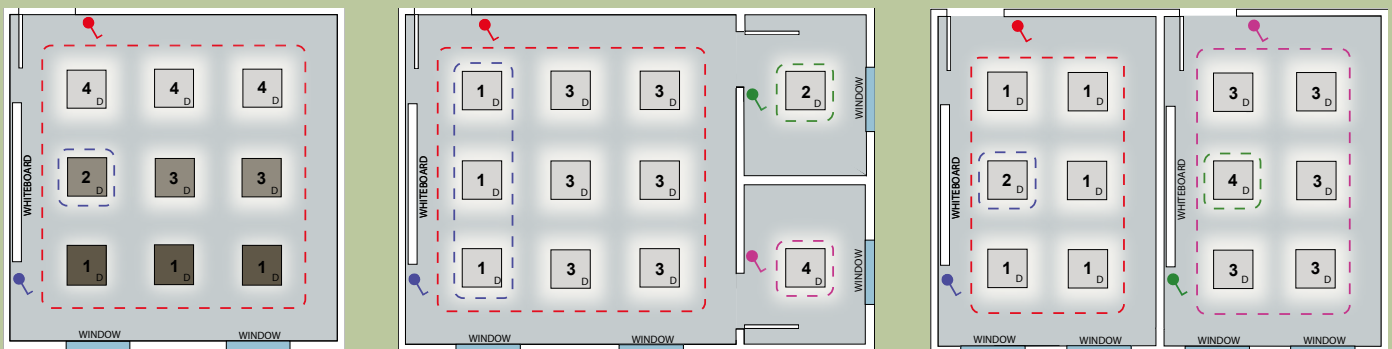 4 D 4 D 4 D
2 D 3 D 3 D
1 D 1 D 1 D
WHITEBOARD
WINDOW WINDOW
1 D 3 D 3 D
1 D 3 D 3 D
1 D 3 D 3 D
WHITEBOARD
WINDOW WINDOW
2 D
WINDOW
4 D
WINDOW
1 D 1 D
2 D 1 D
1 D 1 D
WHITEBOARD
WINDOW WINDOW
3 D 3 D
4 D 3 D
3 D 3 D
WHITEBOARD
WINDOW WINDOW